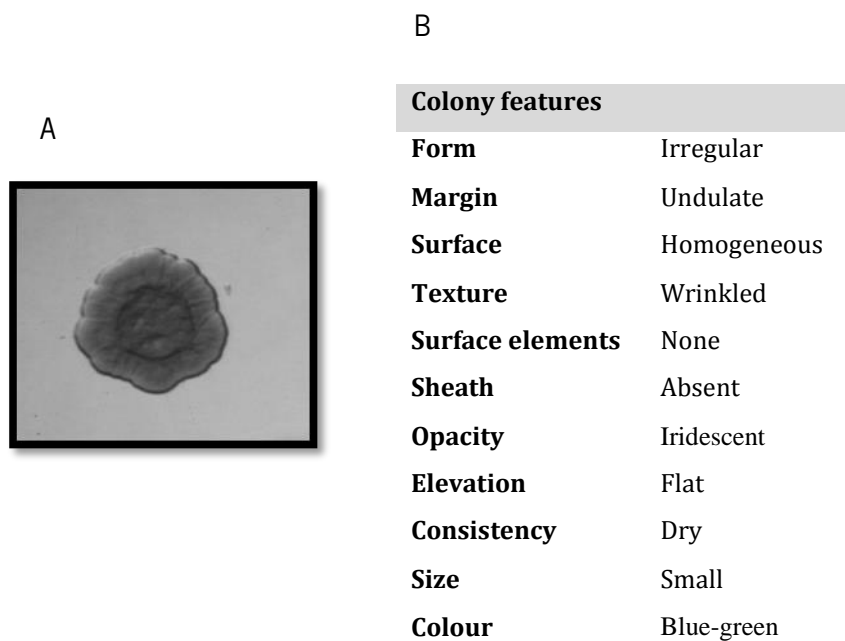 B
A
Colony features
Form Irregular
Margin Undulate
Surface Homogeneous
Texture Wrinkled
Surface elements None
Sheath Absent
Opacity Iridescent
Elevation Flat
Consistency Dry
Size Small
Colour Blue-green